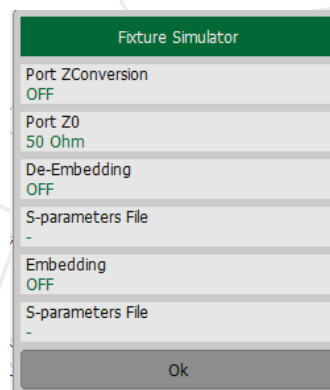 Fixture Simulator
Port ZConversion
OFF
Port Z0
50 Ohm
De-Embedding
OFF
S-parameters File
-
Embedding
OFF
S-parameters File
-
Ok